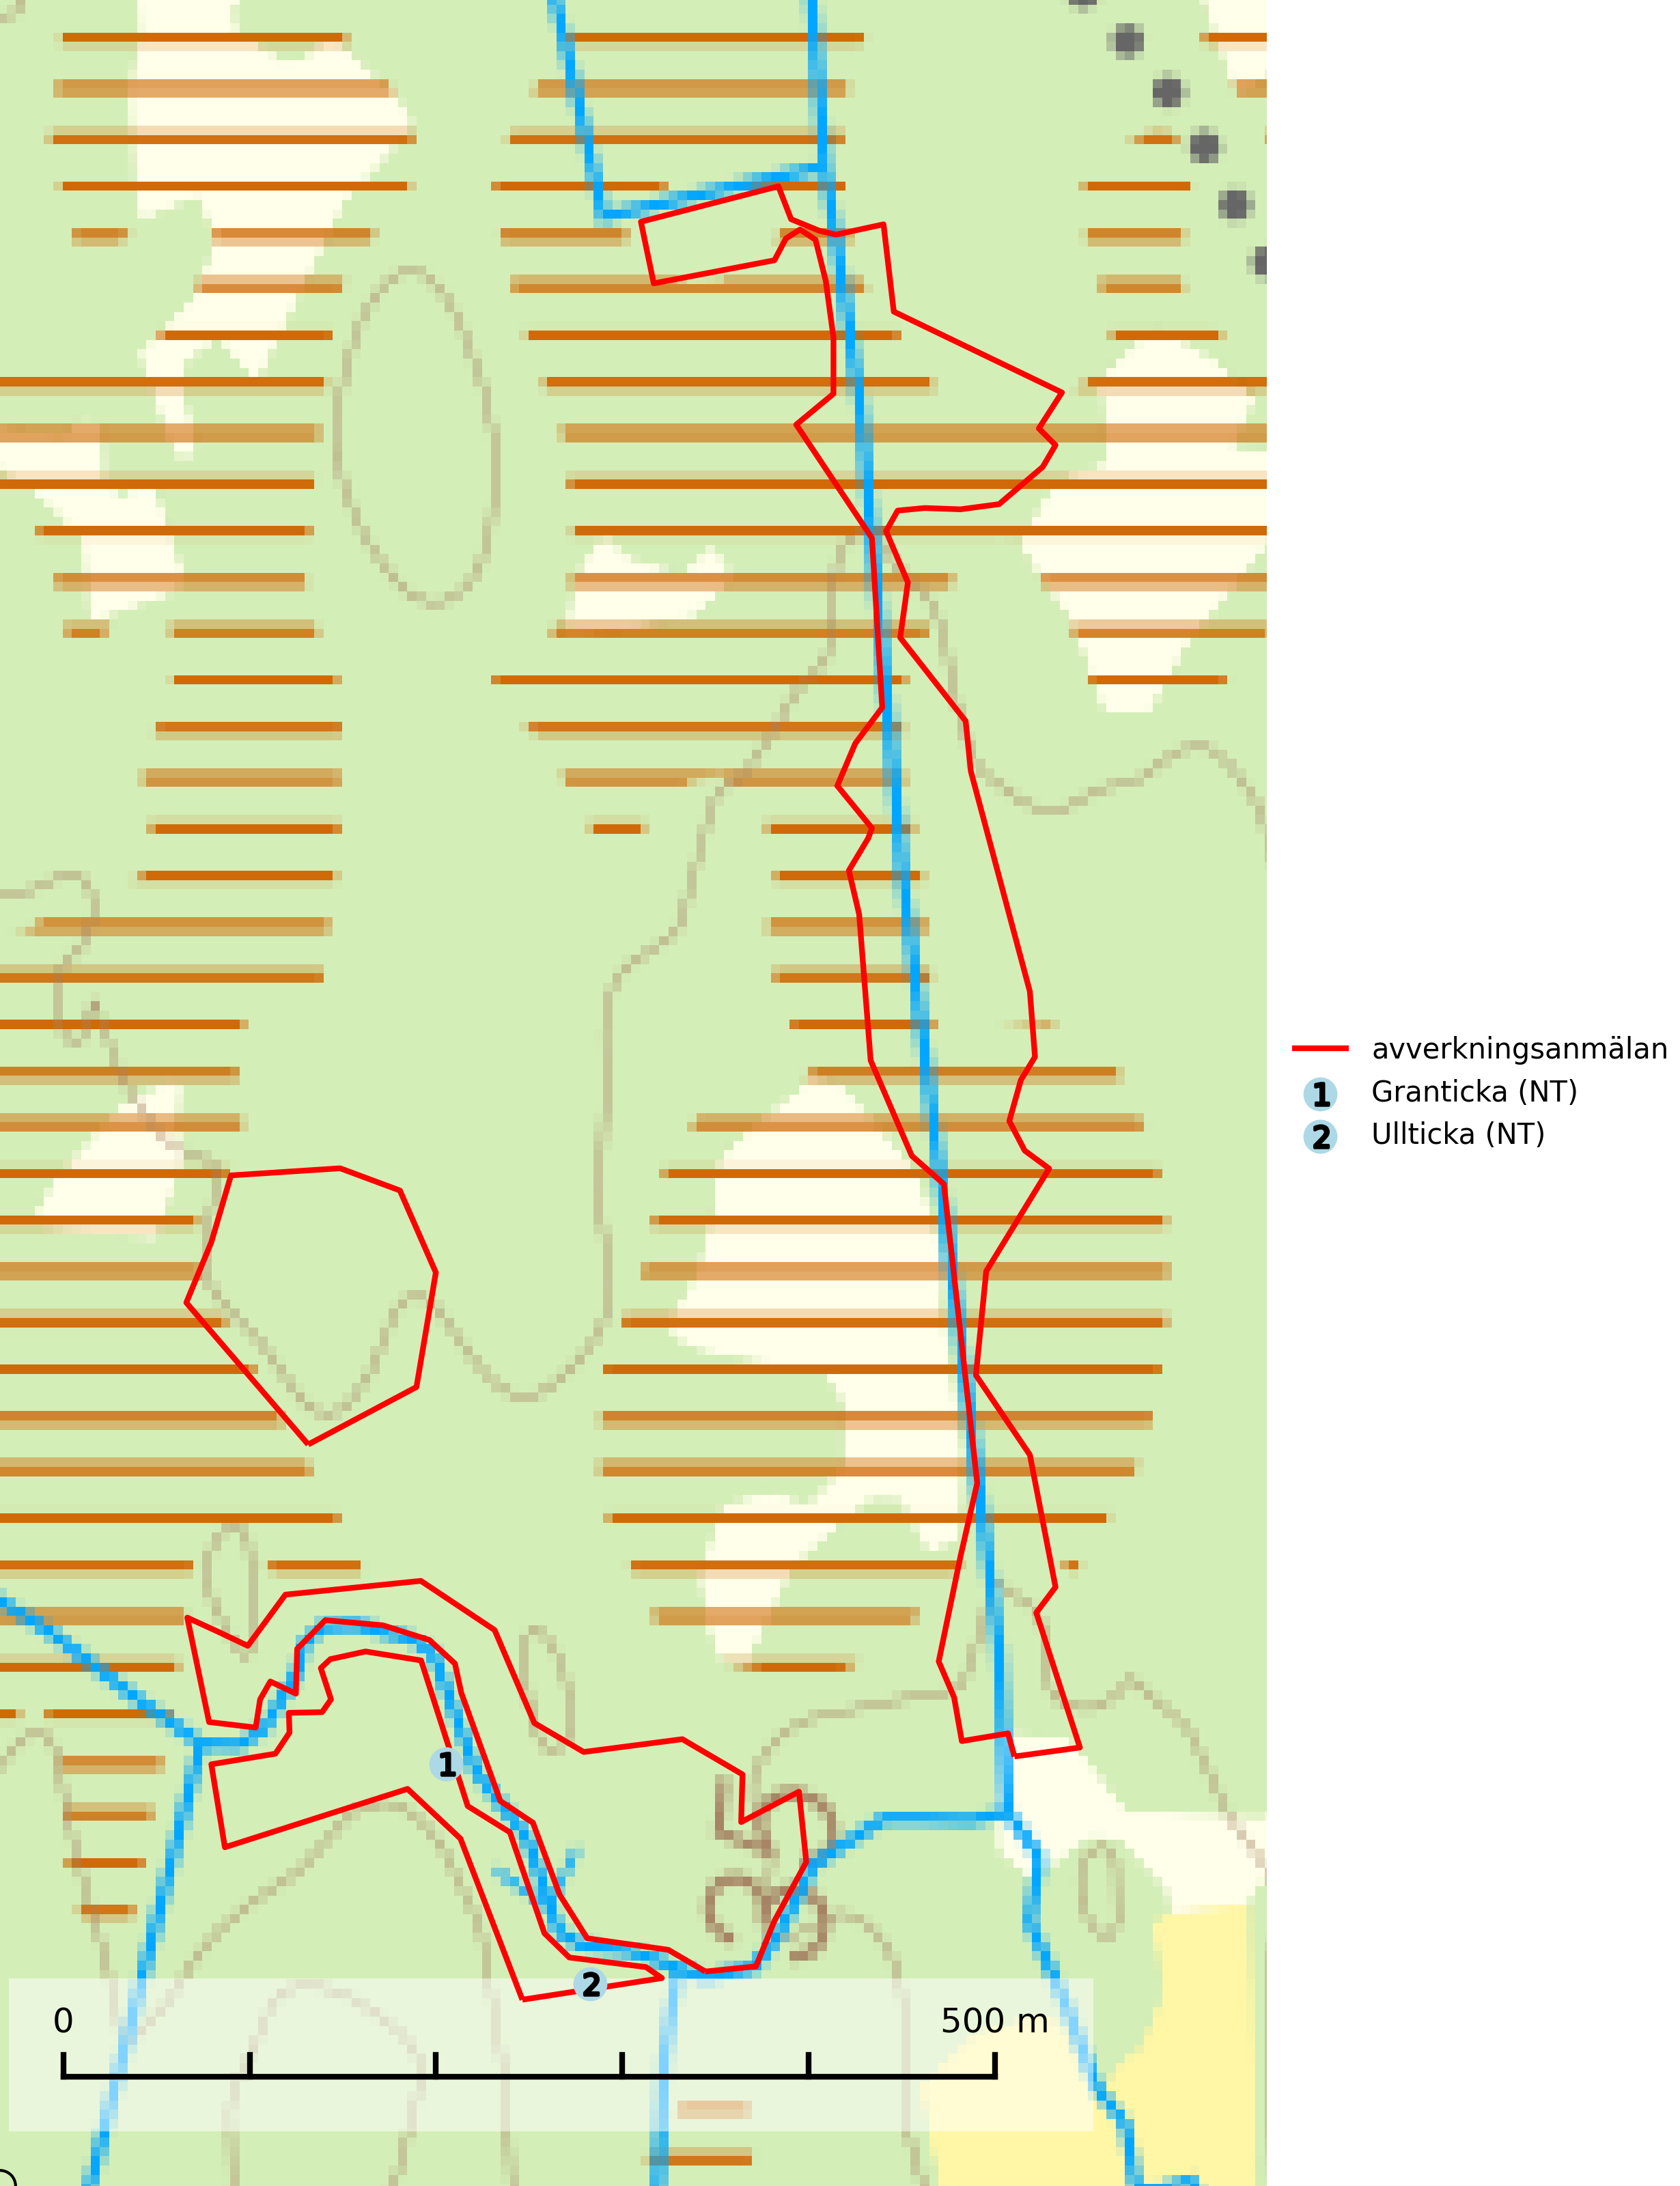 avverkningsanmälan
1 Granticka (NT)
2 Ullticka (NT)
1
2
0 500 m